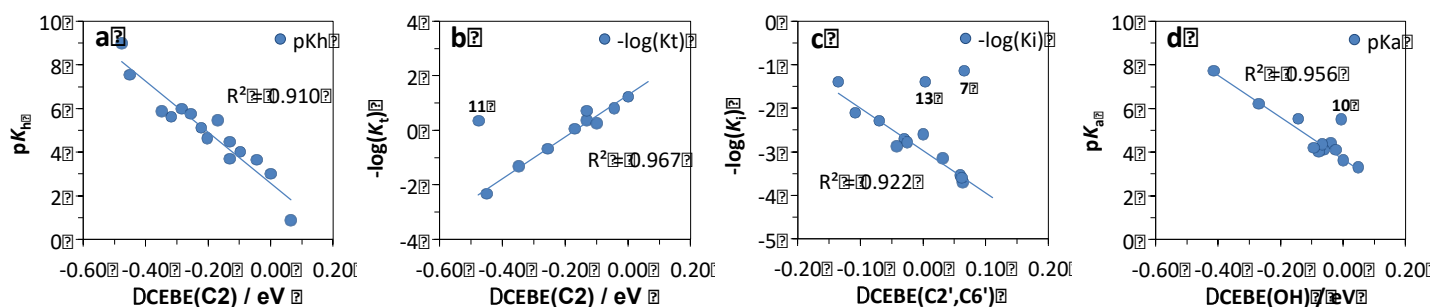 a⍰ pKh⍰
10⍰
8⍰
6⍰
4⍰
2⍰
0⍰
pKh⍰
R²⍰=⍰0.910⍰
-0.60⍰ -0.40⍰ -0.20⍰ 0.00⍰ 0.20⍰
DCEBE(C2) / eV ⍰
b⍰ -log(Kt)⍰
4⍰
2⍰
0⍰
-2⍰
-4⍰
-log(Kt)⍰
11⍰
R²⍰=⍰0.967⍰
-0.60⍰ -0.40⍰ -0.20⍰ 0.00⍰ 0.20⍰
DCEBE(C2) / eV ⍰
c⍰ -log(Ki)⍰
0⍰
-1⍰
-2⍰
-3⍰
-4⍰
-5⍰
-log(Ki)⍰
13⍰ 7⍰
R²⍰=⍰0.922⍰
-0.20⍰ -0.10⍰ 0.00⍰ 0.10⍰ 0.20⍰
DCEBE(C2',C6')⍰
d⍰ pKa⍰
10⍰
8⍰
6⍰
4⍰
2⍰
0⍰
pKa⍰
R²⍰=⍰0.956⍰
10⍰
-0.60⍰ -0.40⍰ -0.20⍰ 0.00⍰ 0.20⍰
DCEBE(OH)⍰/⍰eV⍰